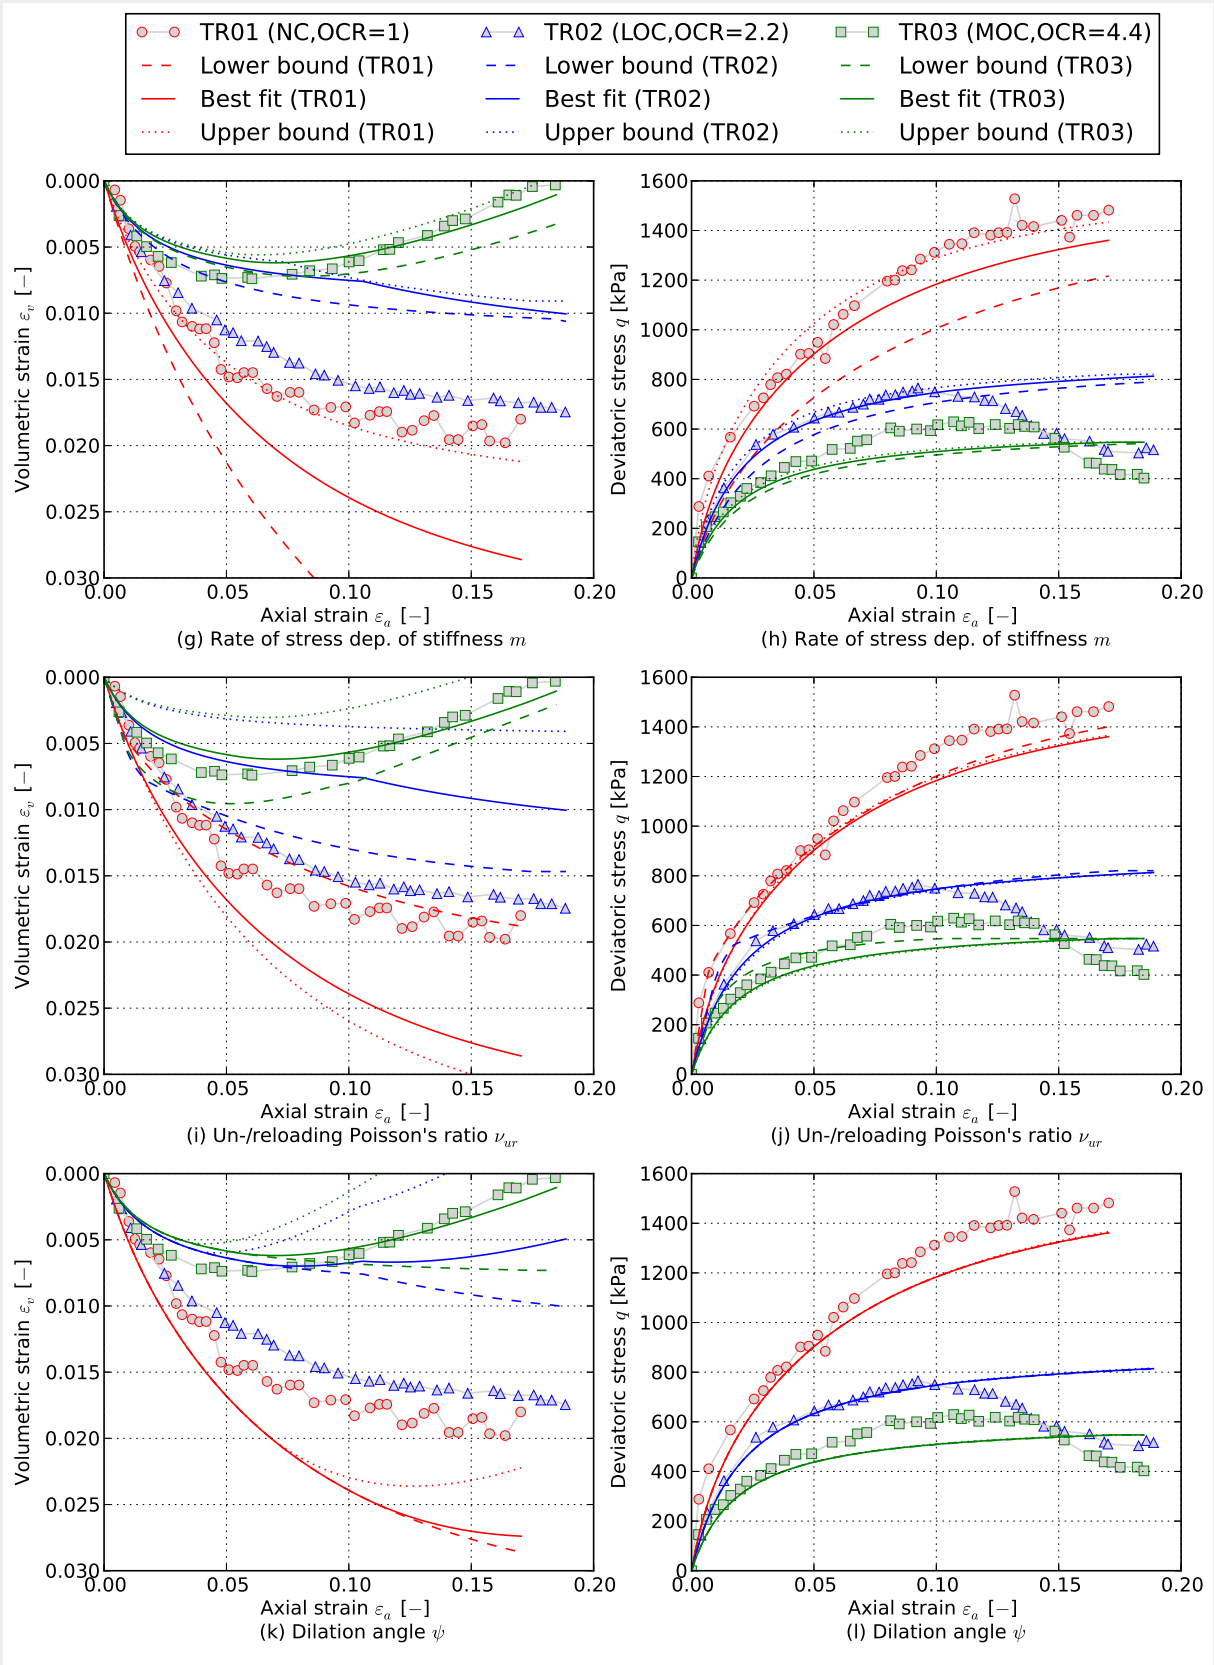 TR01 (NC,OCR=1) TR02 (LOC,OCR=2.2) TR03 (MOC,OCR=4.4)
Lower bound (TR01) Lower bound (TR02) Lower bound (TR03)
Best fit (TR01) Best fit (TR02) Best fit (TR03)
Upper bound (TR01) Upper bound (TR02) Upper bound (TR03)
Volumetric strain εv [−]
0.000
0.005
0.010
0.015
0.020
0.025
0.030
0.00 0.05 0.10 0.15 0.20
Axial strain εa [−]
(g) Rate of stress dep. of stiffness m
Deviatoric stress q [kPa]
1600
1400
1200
1000
800
600
400
200
0
0.00 0.05 0.10 0.15 0.20
Axial strain εa [−]
(h) Rate of stress dep. of stiffness m
Volumetric strain εv [−]
0.000
0.005
0.010
0.015
0.020
0.025
0.030
0.00 0.05 0.10 0.15 0.20
Axial strain εa [−]
(i) Un-/reloading Poisson's ratio νur
Deviatoric stress q [kPa]
1600
1400
1200
1000
800
600
400
200
0
0.00 0.05 0.10 0.15 0.20
Axial strain εa [−]
(j) Un-/reloading Poisson's ratio νur
Volumetric strain εv [−]
0.000
0.005
0.010
0.015
0.020
0.025
0.030
0.00 0.05 0.10 0.15 0.20
Axial strain εa [−]
(k) Dilation angle ψ
Deviatoric stress q [kPa]
1600
1400
1200
1000
800
600
400
200
0
0.00 0.05 0.10 0.15 0.20
Axial strain εa [−]
(l) Dilation angle ψ